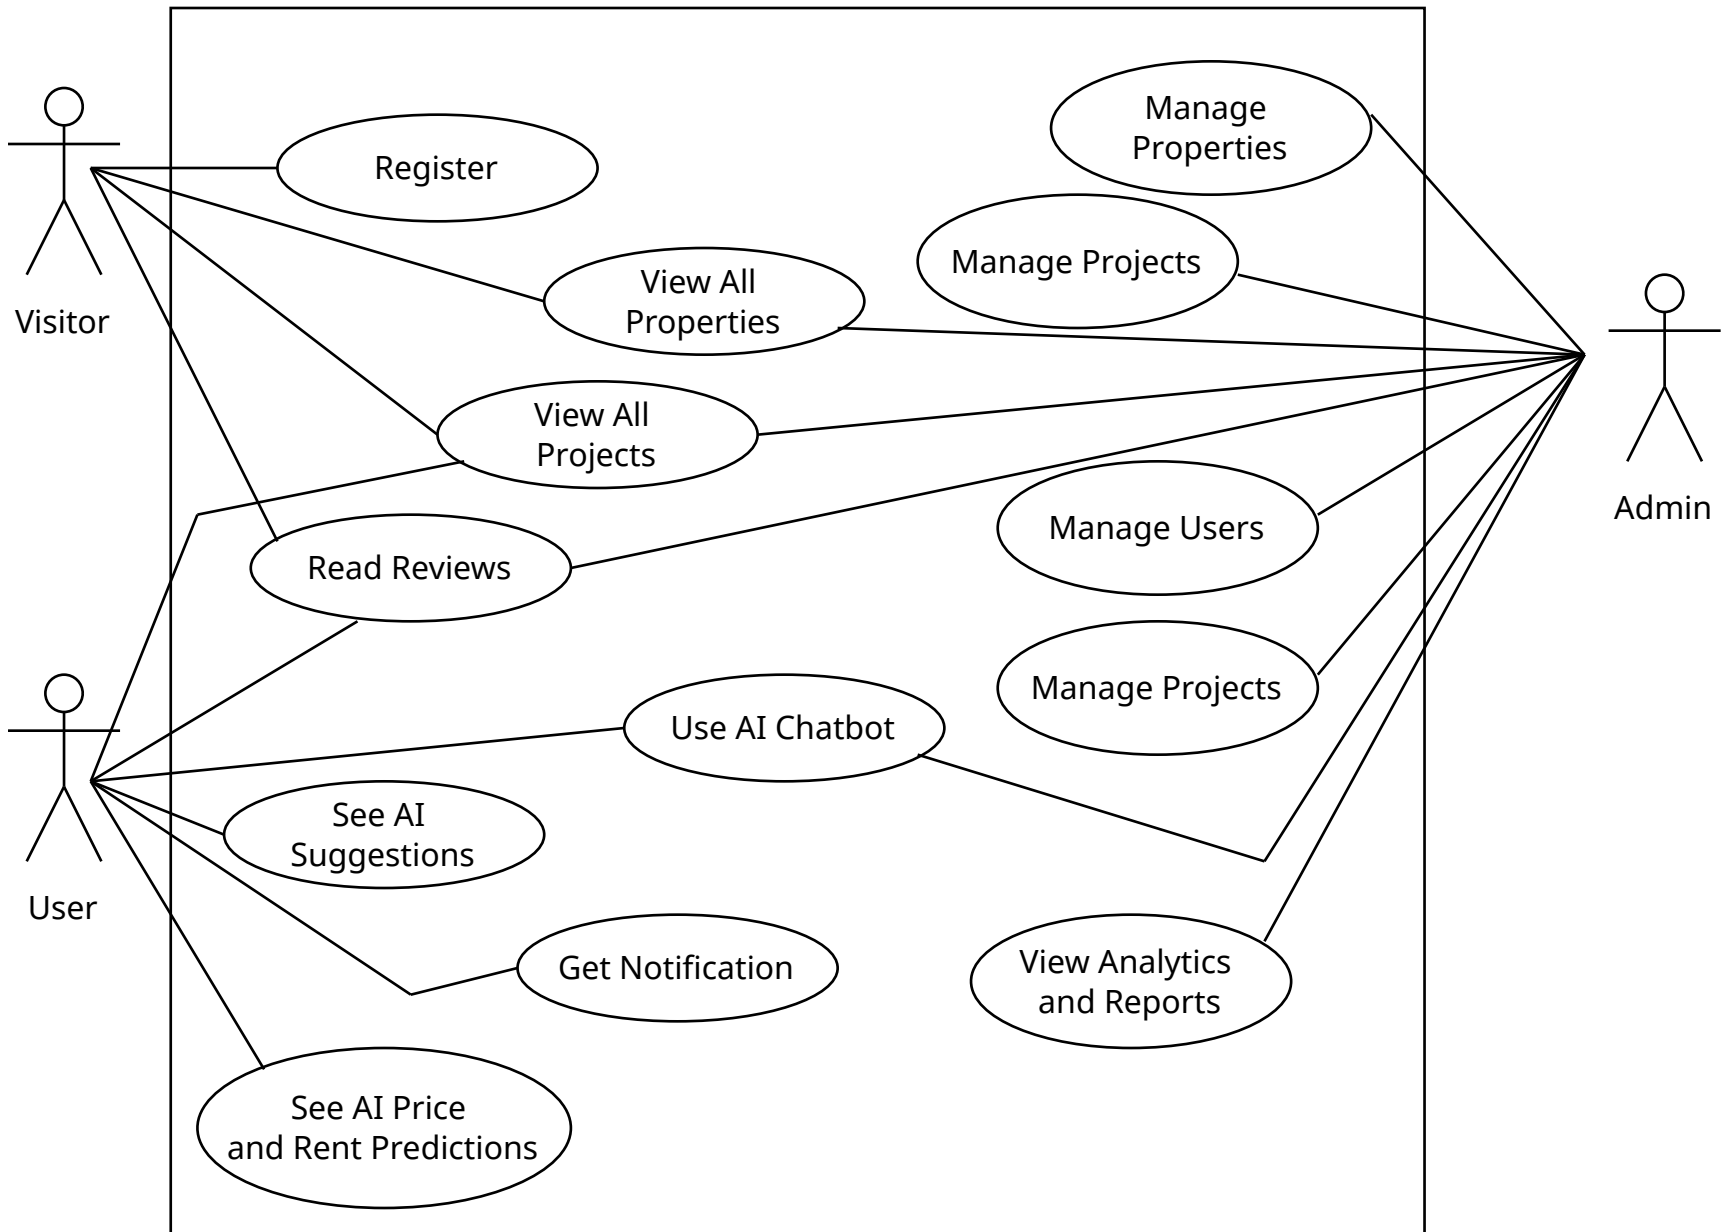 Manage
Properties
Register
Manage Projects
View All
Properties
Visitor
View All
Projects
Admin
Manage Users
Read Reviews
Manage Projects
Use AI Chatbot
See AI
Suggestions
User
Get Notification
View Analytics
and Reports
See AI Price
and Rent Predictions